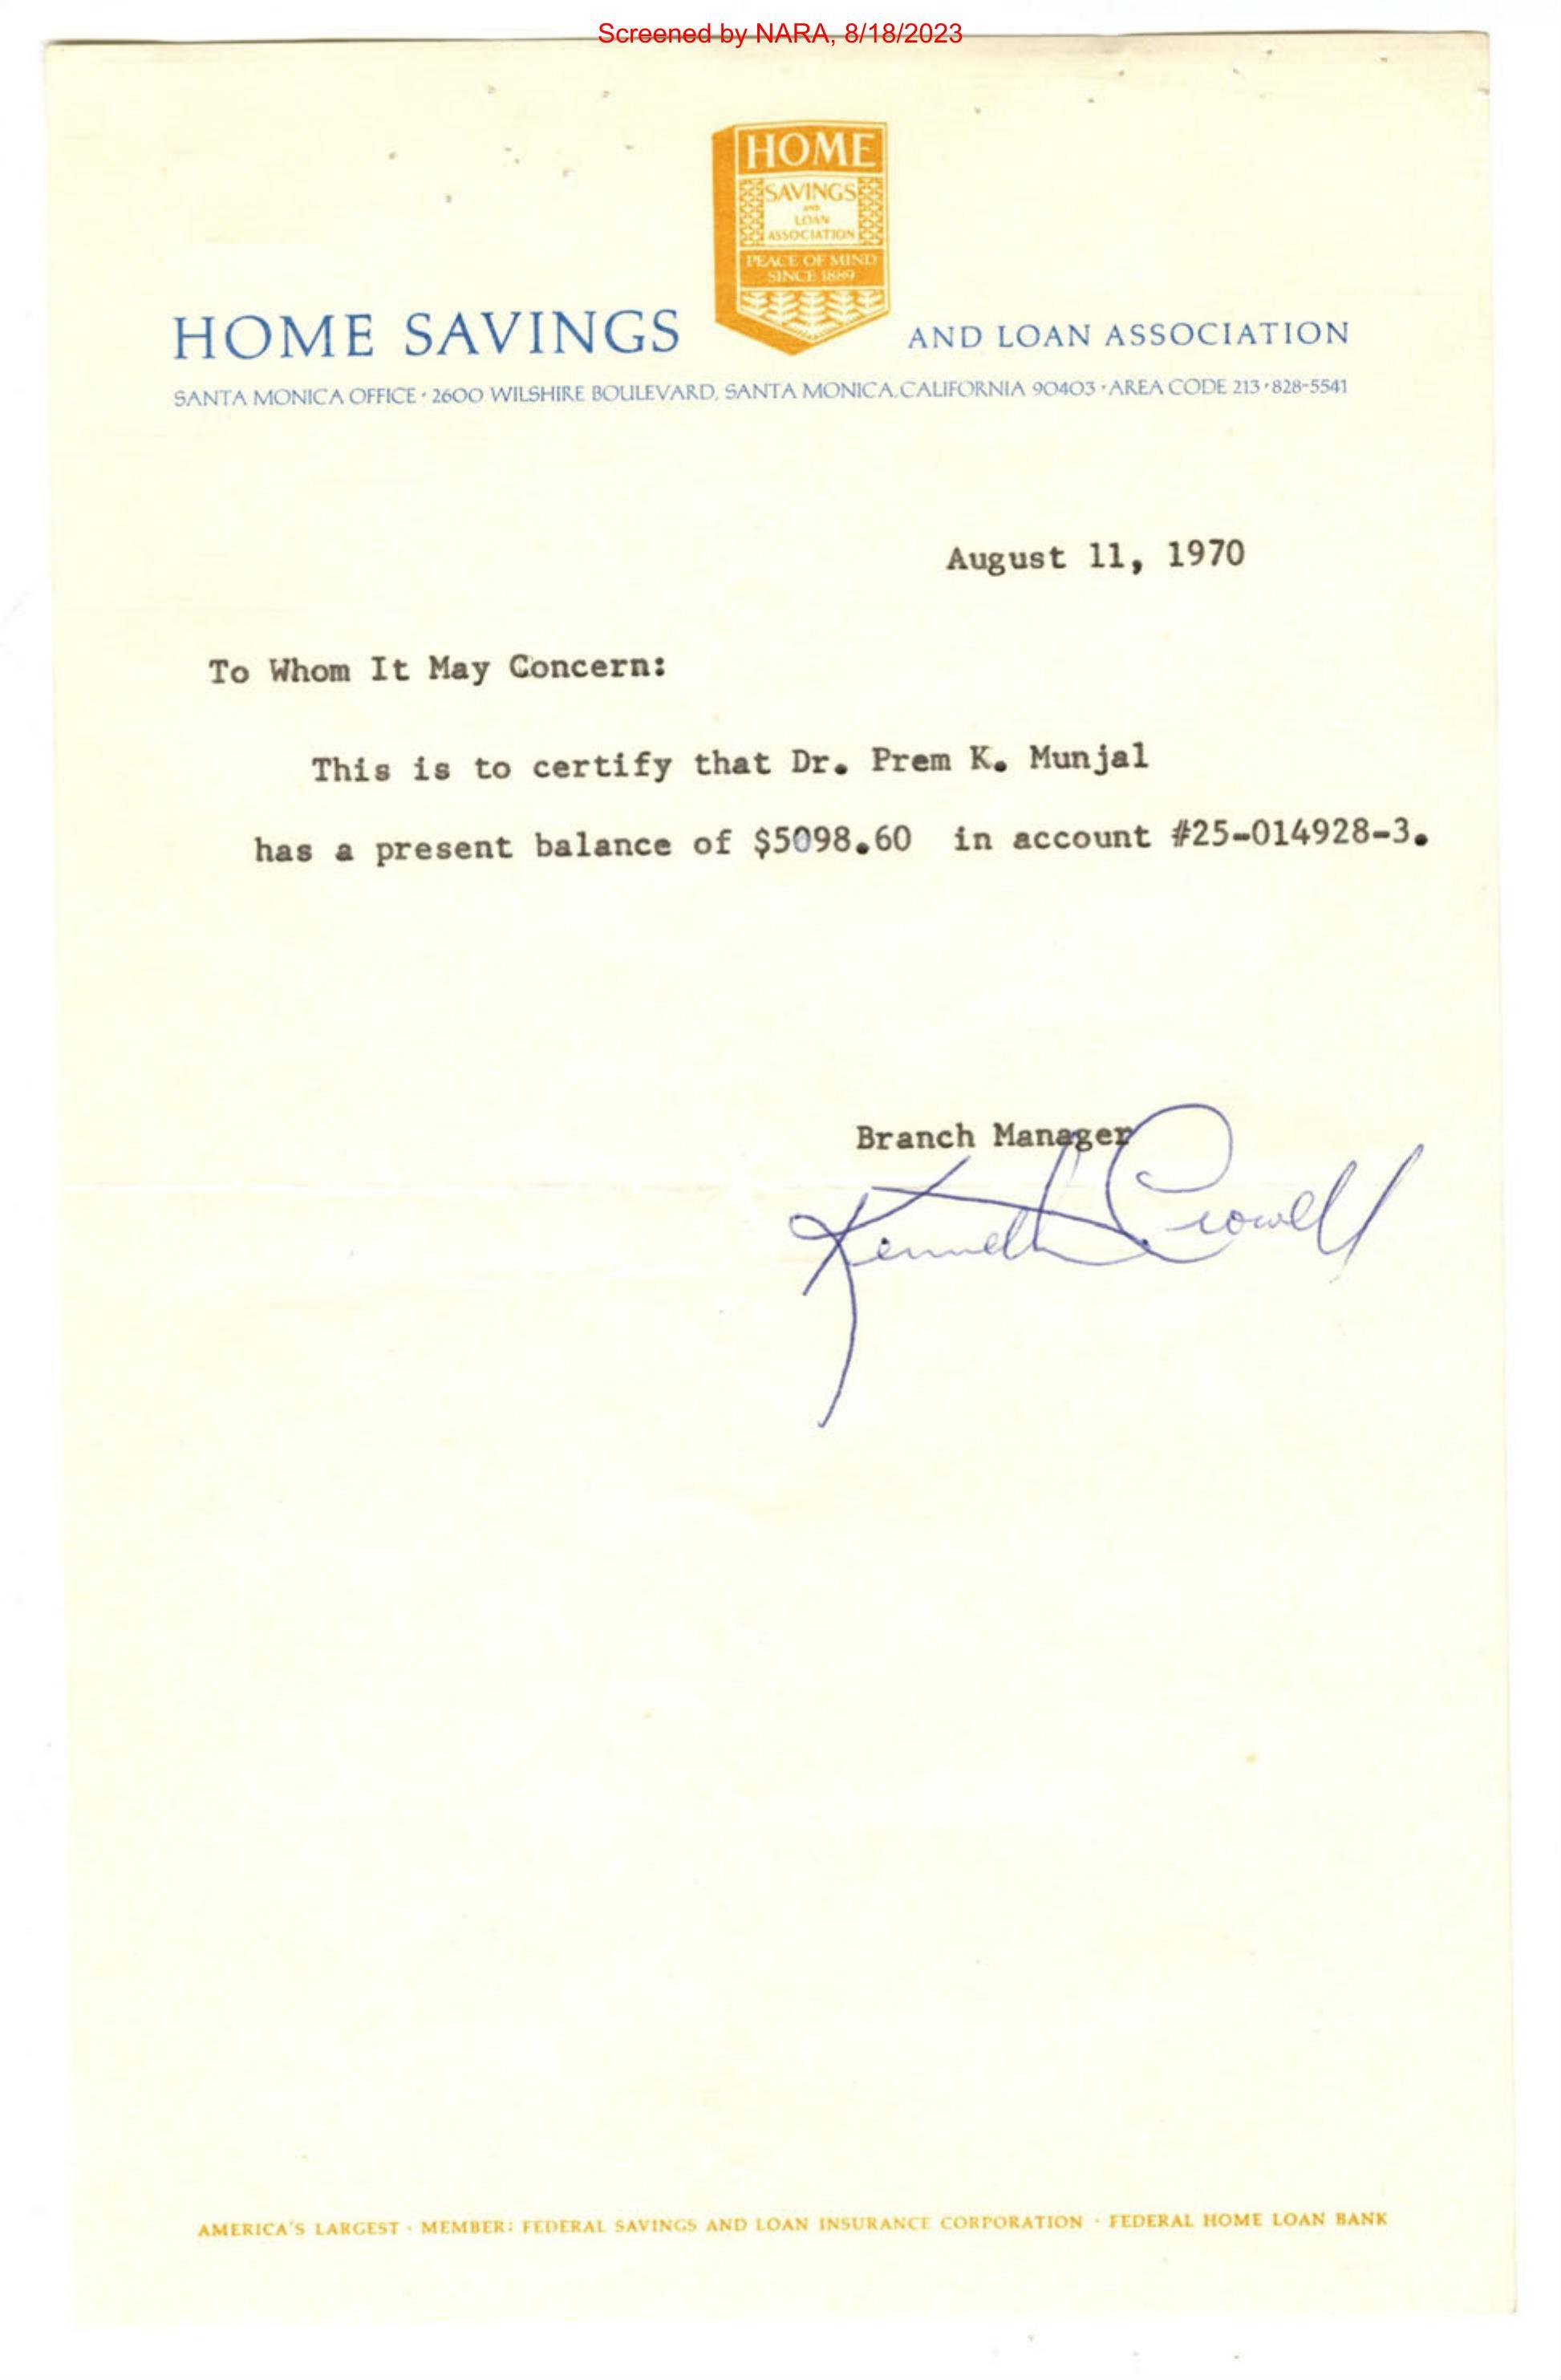 Screened by NARA, 8/18/2023
HOME
SAVINGS
AND
LOAN
ASSOCIATION
PEACE OF MIND
SINCE 1889
HOME SAVINGS AND LOAN ASSOCIATION
SANTA MONICA OFFICE · 2600 WILSHIRE BOULEVARD, SANTA MONICA, CALIFORNIA 90403 · AREA CODE 213 · 828-5541
August 11, 1970
To Whom It May Concern:
This is to certify that Dr. Prem K. Munjal
has a present balance of $5098.60 in account #25-014928-3.
Branch Manager
Kenneth Crowell
AMERICA'S LARGEST · MEMBER: FEDERAL SAVINGS AND LOAN INSURANCE CORPORATION · FEDERAL HOME LOAN BANK